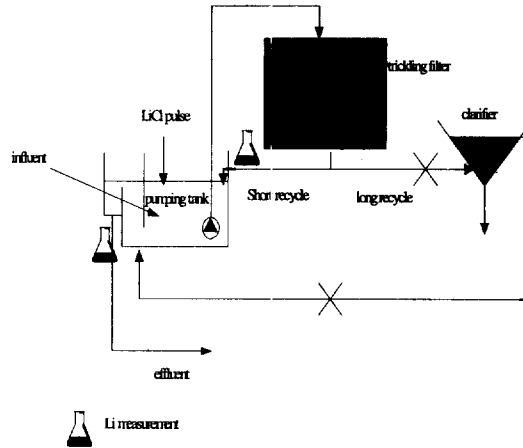 trickling filter
clarifier
LiCl pulse
influent
pumping tank
Short recycle
long recycle
effluent
Li measurement